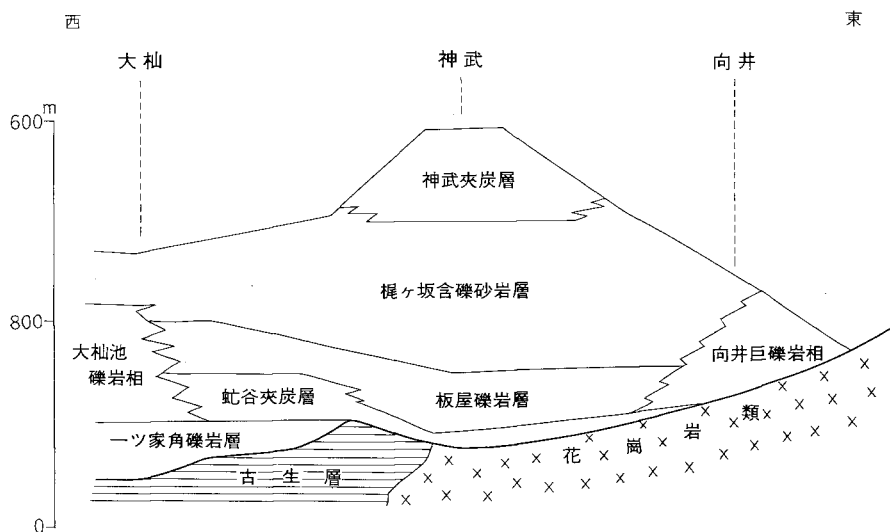 西
東
大杣
神武
向井
m
600
神武夾炭層
梶ヶ坂含礫砂岩層
800
大杣池
礫岩相
向井巨礫岩相
虻谷夾炭層
板屋礫岩層
一ツ家角礫岩層
花崗岩類
古生層
0